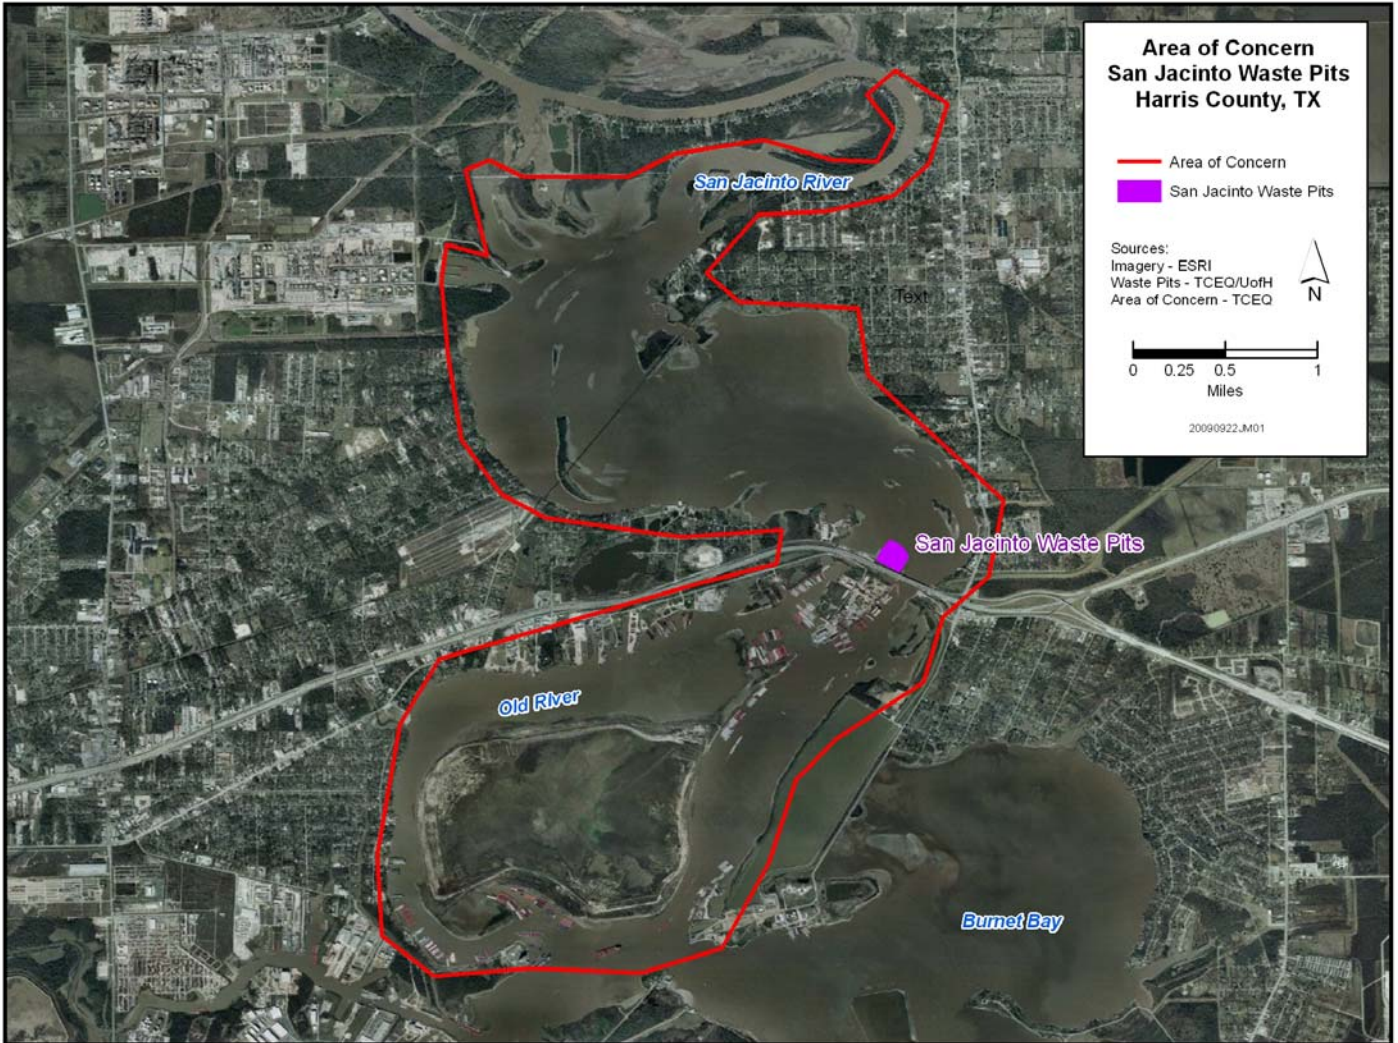 Area of Concern
San Jacinto Waste Pits
Harris County, TX
Area of Concern
San Jacinto Waste Pits
Sources:
Imagery - ESRI
Waste Pits - TCEQ/UofH
Area of Concern - TCEQ
N
0 0.25 0.5 1
Miles
20090922JM01
San Jacinto River
Text
San Jacinto Waste Pits
Old River
Burnet Bay